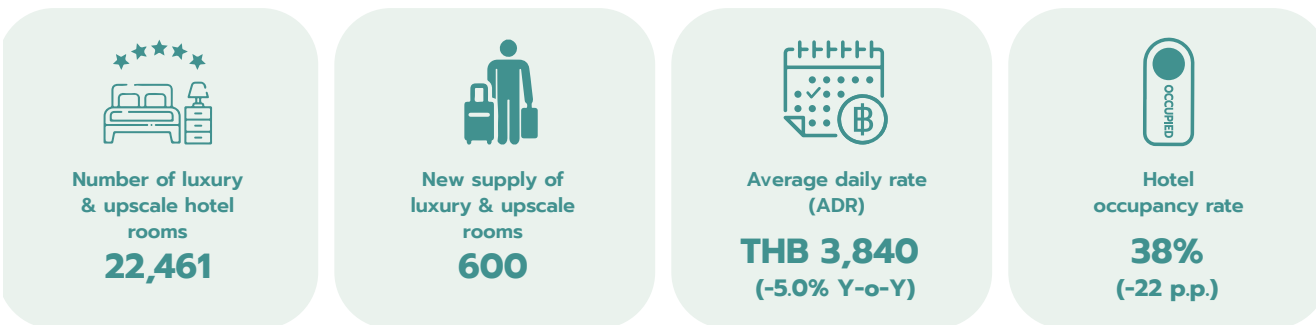 Number of luxury
& upscale hotel
rooms
22,461
New supply of
luxury & upscale
rooms
600
฿
Average daily rate
(ADR)
THB 3,840
(-5.0% Y-o-Y)
OCCUPIED
Hotel
occupancy rate
38%
(-22 p.p.)